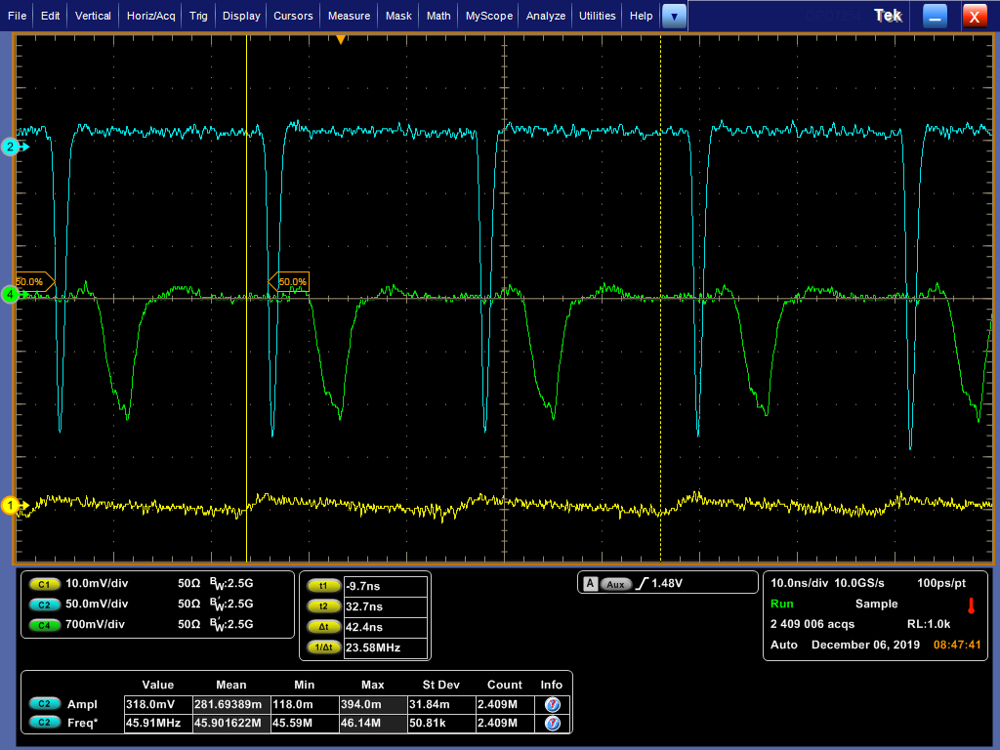 File Edit Vertical Horiz/Acq Trig Display Cursors Measure Mask Math MyScope Analyze Utilities Help Tek X
2
50.0% 50.0%
4
1
C1 10.0mV/div 50Ω BW:2.5G
C2 50.0mV/div 50Ω BW:2.5G
C4 700mV/div 50Ω BW:2.5G
t1 -9.7ns
t2 32.7ns
Δt 42.4ns
1/Δt 23.58MHz
A Aux 1.48V
10.0ns/div 10.0GS/s 100ps/pt
Run Sample
2 409 006 acqs RL:1.0k
Auto December 06, 2019 08:47:41
Value Mean Min Max St Dev Count Info
C2 Ampl 318.0mV 281.69389m 118.0m 394.0m 31.84m 2.409M
C2 Freq* 45.91MHz 45.901622M 45.59M 46.14M 50.81k 2.409M